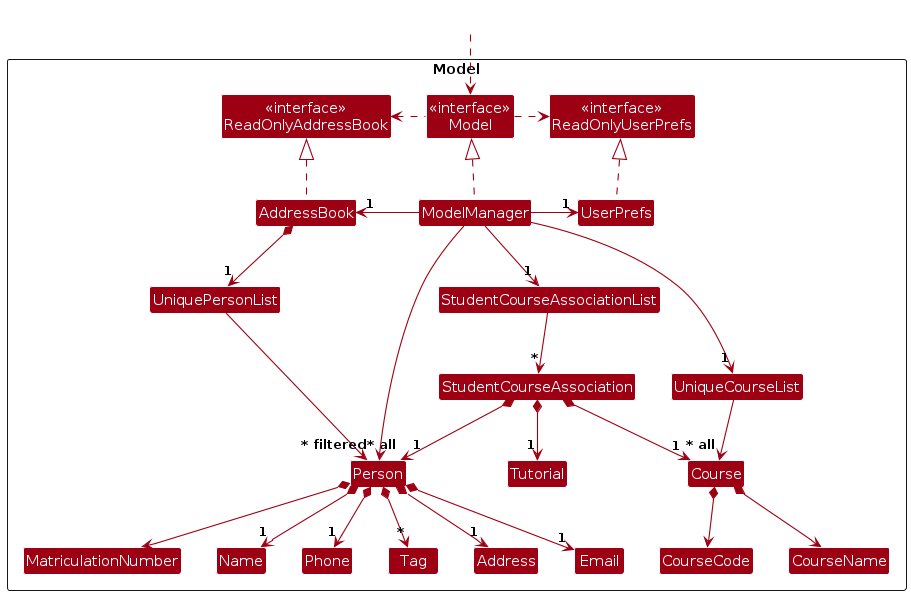 Model
«interface»
ReadOnlyAddressBook
«interface»
Model
«interface»
ReadOnlyUserPrefs
AddressBook
1
ModelManager
1
UserPrefs
1
1
UniquePersonList
StudentCourseAssociationList
*
1
StudentCourseAssociation
UniqueCourseList
* filtered
* all
1
1
1
* all
Person
Tutorial
Course
1
1
*
1
1
MatriculationNumber
Name
Phone
Tag
Address
Email
CourseCode
CourseName